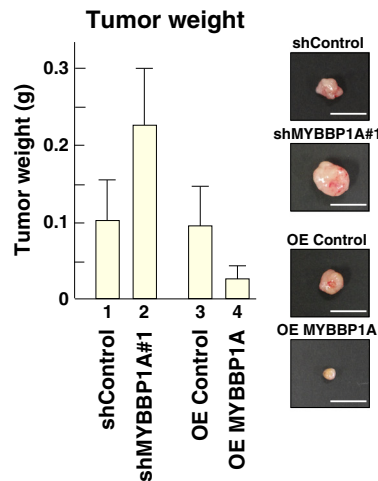 Tumor weight
Tumor weight (g)
0.3
0.2
0.1
0
1
2
3
4
shControl
shMYBBP1A#1
OE Control
OE MYBBP1A
shControl
shMYBBP1A#1
OE Control
OE MYBBP1A